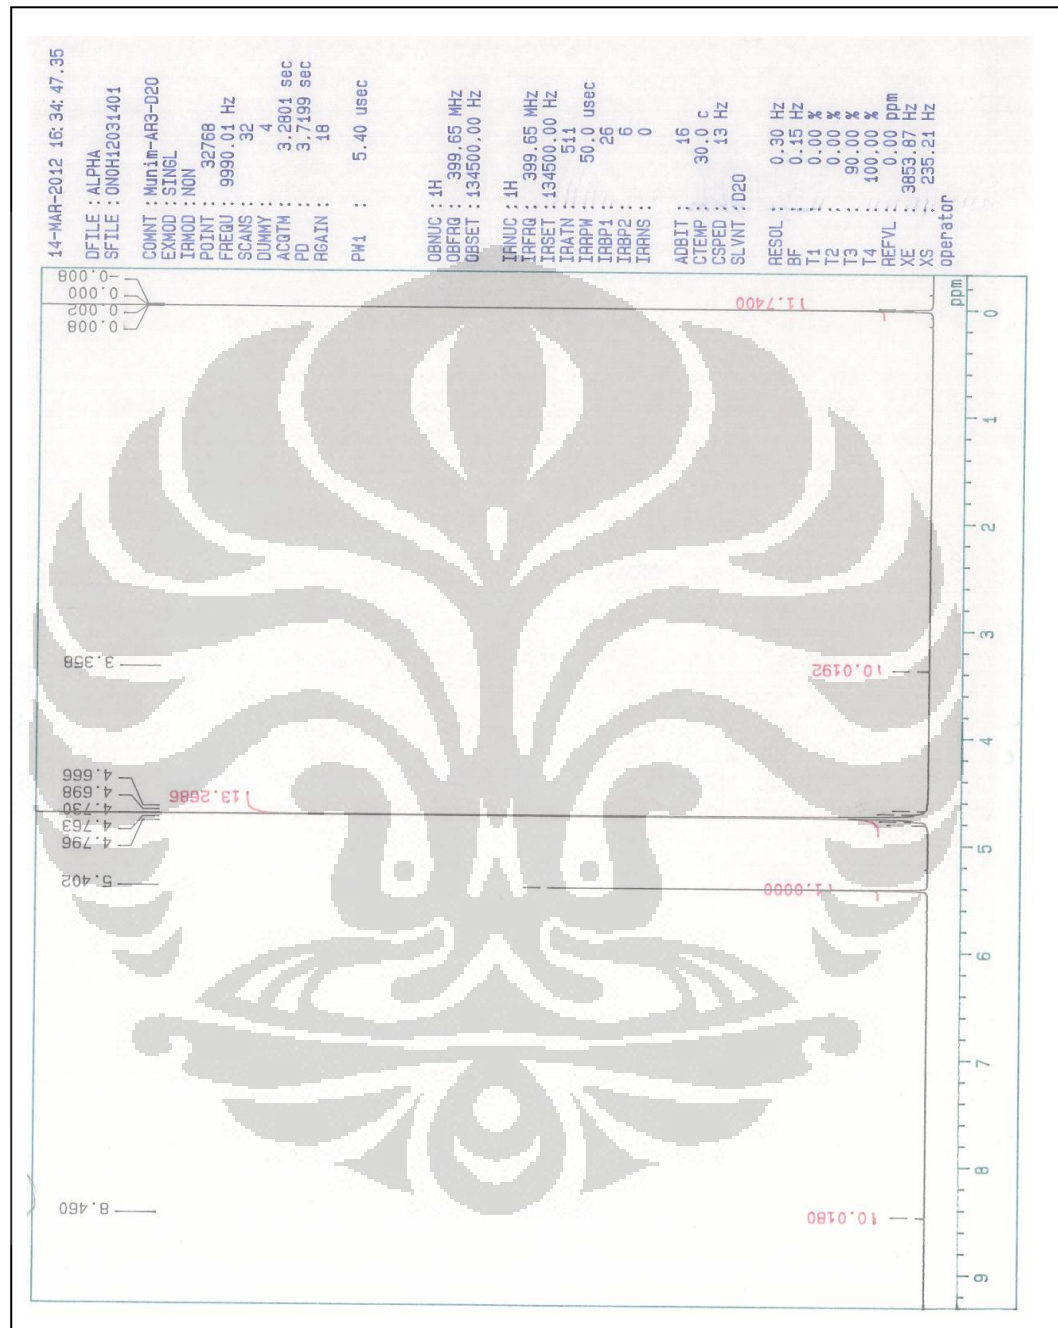 14-MAR-2012 16:34:47.35
DFILE : ALPHA
SFILE : ONOH12031401
COMNT : Munim-AR3-D2O
EXMOD : SINGL
IRMOD : NON
POINT : 32768
FREQU : 9990.01 Hz
SCANS : 32
DUMMY : 4
ACQTM : 3.2801 sec
PD : 3.7199 sec
RGAIN : 18
PW1 : 5.40 usec
OBNUC : 1H
OBFRQ : 399.65 MHz
OBSET : 134500.00 Hz
IRNUC : 1H
IRFRQ : 399.65 MHz
IRSET : 134500.00 Hz
IRATN : 511
IRRPW : 50.0 usec
IRBP1 : 26
IRBP2 : 6
IRRNS : 0
ADBIT : 16
CTEMP : 30.0 c
CSPED : 13 Hz
SLVNT : D2O
RESOL : 0.30 Hz
BF : 0.15 Hz
T1 : 0.00 %
T2 : 0.00 %
T3 : 90.00 %
T4 : 100.00 %
REFVL : 0.00 ppm
XE : 3853.87 Hz
XS : 235.21 Hz
operator
-0.008
0.000
0.002
0.008
3.358
4.666
4.698
4.730
4.763
4.796
5.402
8.460
11.7400
10.0192
113.2686
11.0000
10.0180
ppm
0
1
2
3
4
5
6
7
8
9